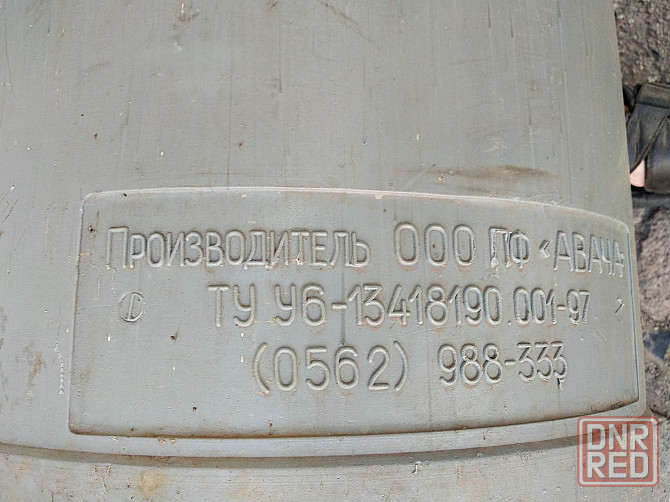 Производитель ООО ПФ «АВАЧА
ТУ У6-13418190.001-97
(0562) 988-333
DNR
RED